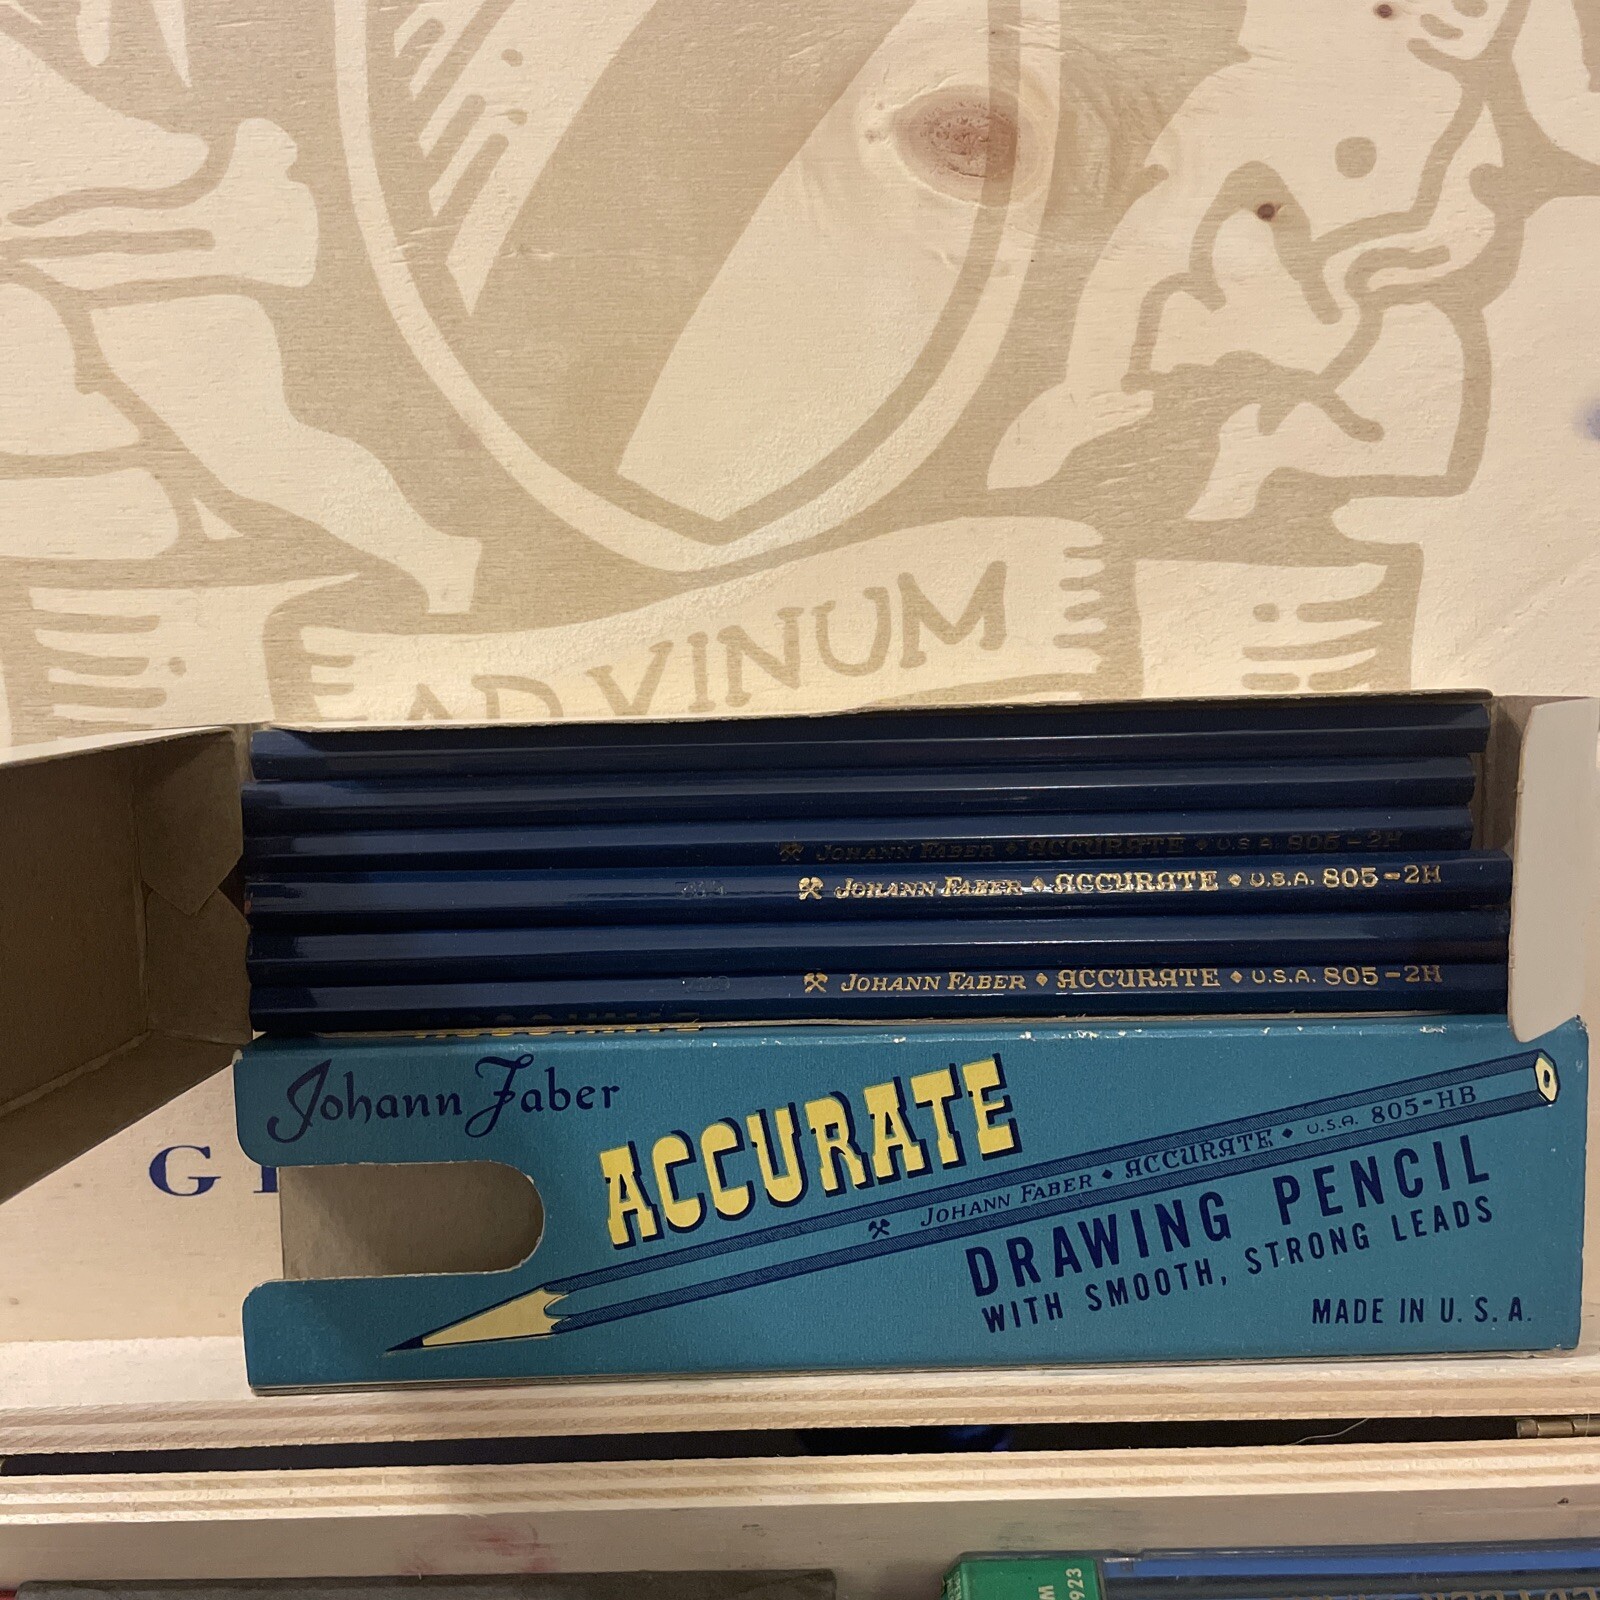 AD VINUM
JOHANN FABER ◆ ACCURATE ◆ U.S.A. 805-2H
JOHANN FABER ◆ ACCURATE ◆ U.S.A. 805-2H
JOHANN FABER ◆ ACCURATE ◆ U.S.A. 805-2H
Johann Faber
ACCURATE
JOHANN FABER ◆ ACCURATE ◆ U.S.A. 805-HB
DRAWING PENCIL
WITH SMOOTH, STRONG LEADS
MADE IN U.S.A.
G
M
923